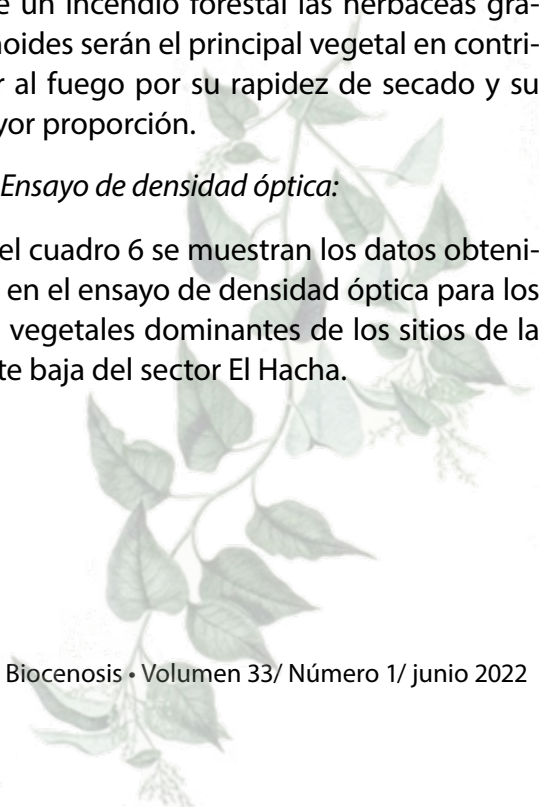 e un incendio forestal las herbáceas gra-
noides serán el principal vegetal en contri-
r al fuego por su rapidez de secado y su
yor proporción.
Ensayo de densidad óptica:
el cuadro 6 se muestran los datos obteni-
en el ensayo de densidad óptica para los
vegetales dominantes de los sitios de la
te baja del sector El Hacha.
Biocenosis • Volumen 33/ Número 1/ junio 2022